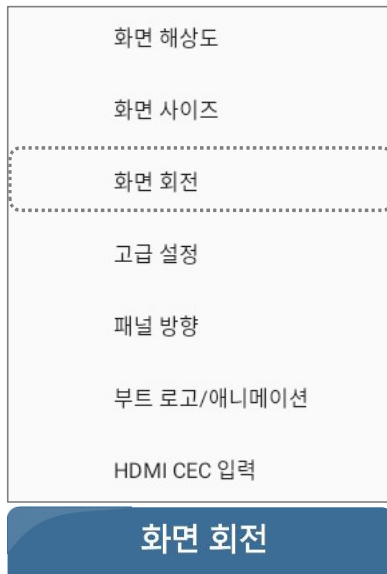 화면 해상도
화면 사이즈
화면 회전
고급 설정
패널 방향
부트 로고/애니메이션
HDMI CEC 입력
화면 회전